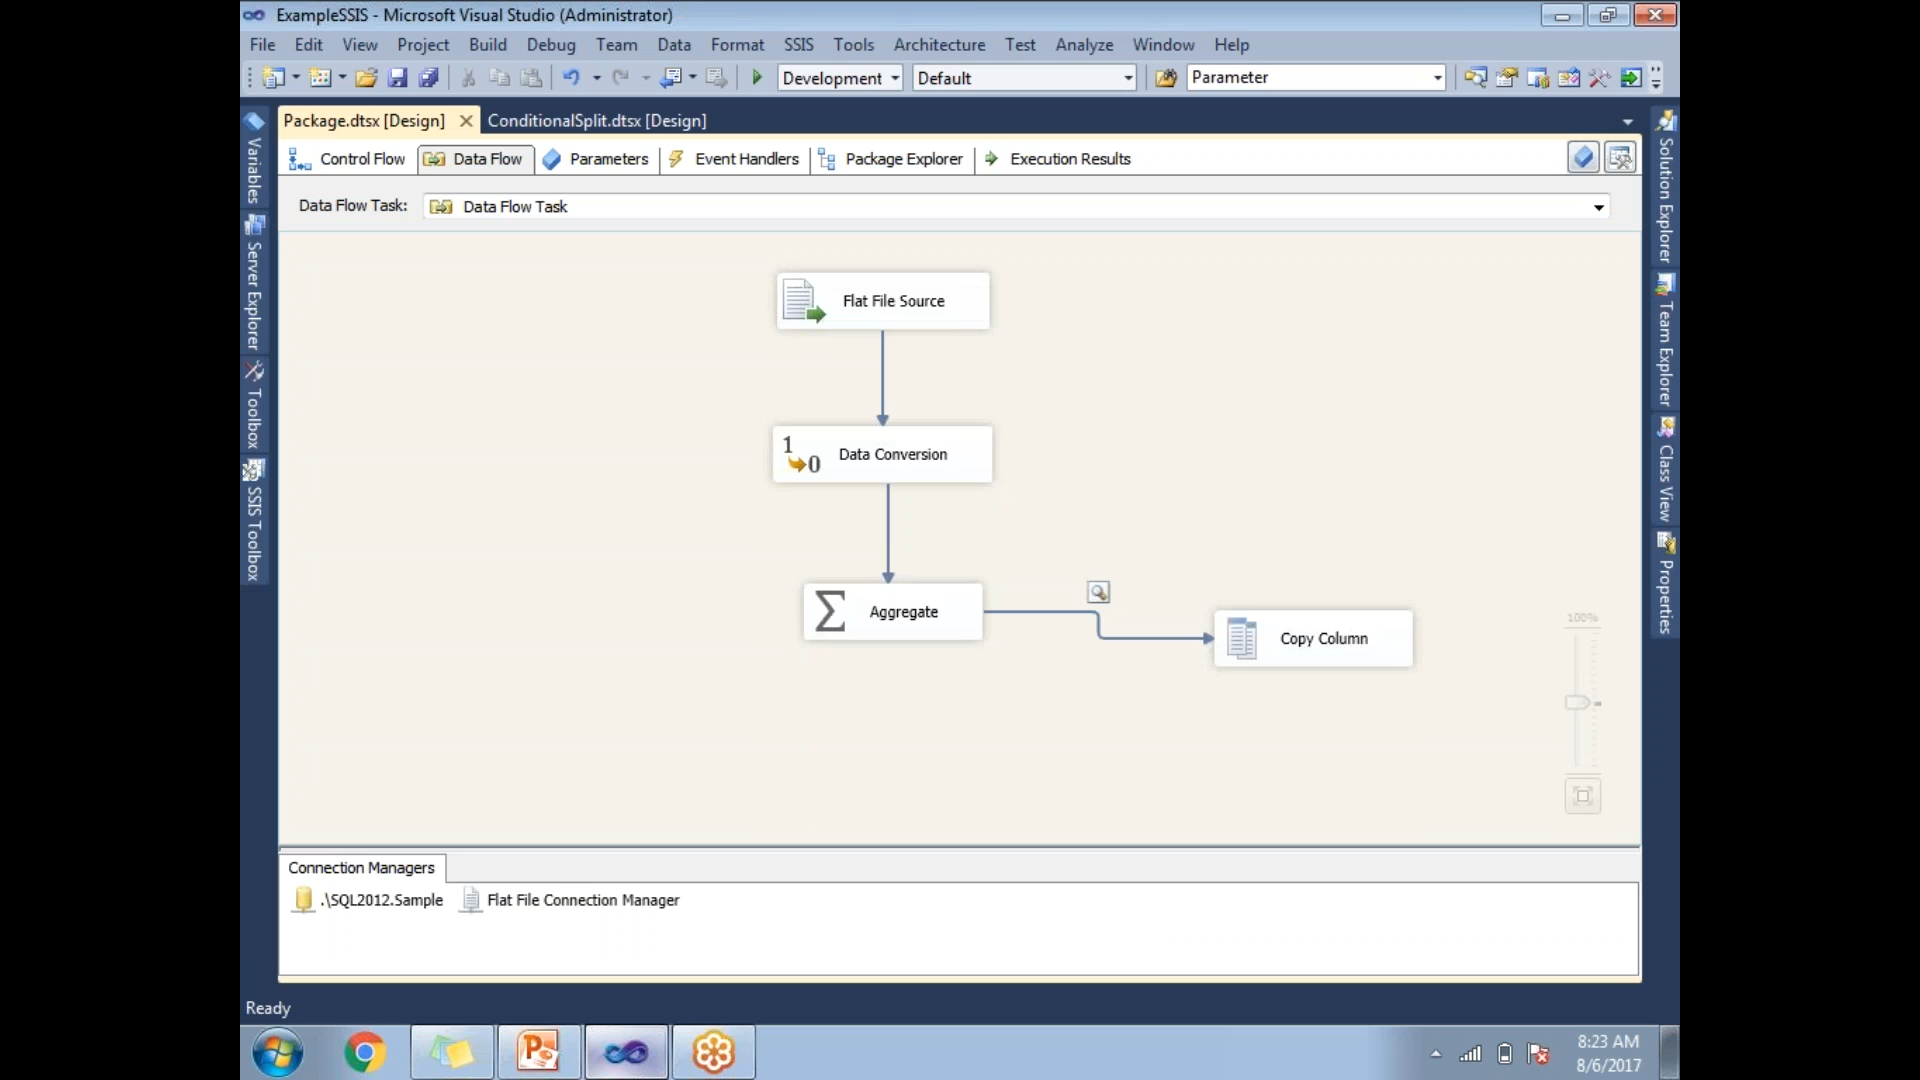 ExampleSSIS - Microsoft Visual Studio (Administrator)
File Edit View Project Build Debug Team Data Format SSIS Tools Architecture Test Analyze Window Help
Development Default Parameter
Package.dtsx [Design] ConditionalSplit.dtsx [Design]
Control Flow Data Flow Parameters Event Handlers Package Explorer Execution Results
Data Flow Task: Data Flow Task
Variables
Server Explorer
Toolbox
SSIS Toolbox
Flat File Source
1 0 Data Conversion
Σ Aggregate
Copy Column
100%
Solution Explorer
Team Explorer
Class View
Properties
Connection Managers
.\SQL2012.Sample Flat File Connection Manager
Ready
8:23 AM
8/6/2017